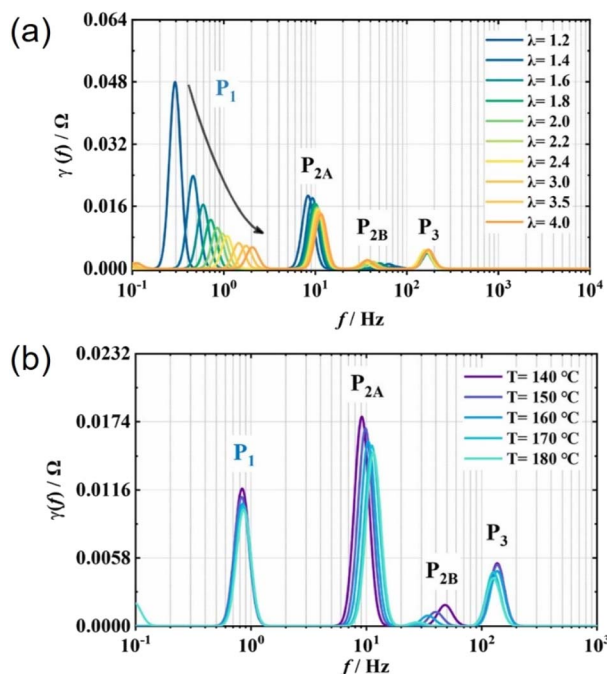 (a)
0.064
0.048
0.032
0.016
0.000
γ (f) / Ω
P1
P2A
P2B
P3
λ= 1.2
λ= 1.4
λ= 1.6
λ= 1.8
λ= 2.0
λ= 2.2
λ= 2.4
λ= 3.0
λ= 3.5
λ= 4.0
10-1 100 101 102 103 104
f / Hz
(b)
0.0232
0.0174
0.0116
0.0058
0.0000
γ(f) / Ω
P1
P2A
P2B
P3
T= 140 °C
T= 150 °C
T= 160 °C
T= 170 °C
T= 180 °C
10-1 100 101 102 103
f / Hz